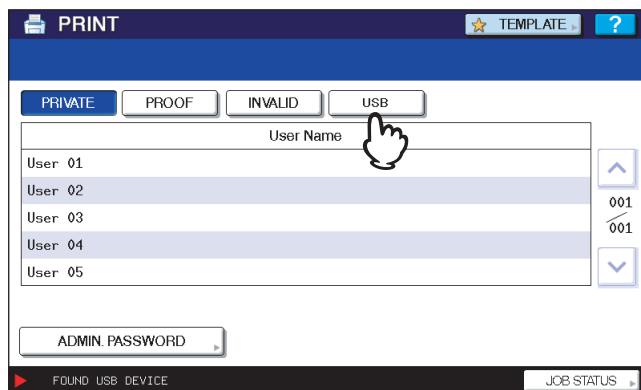 PRINT TEMPLATE ?
PRIVATE PROOF INVALID USB
User Name
User 01
User 02
User 03
User 04
User 05
001
001
ADMIN. PASSWORD
FOUND USB DEVICE JOB STATUS